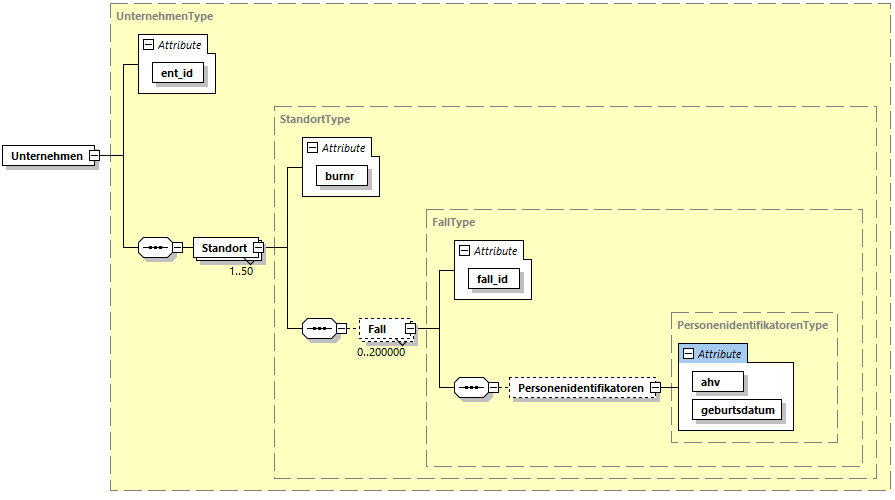 UnternehmenType
Attribute
ent_id
StandortType
Attribute
Unternehmen
burnr
FallType
Standort
1..50
Attribute
fall_id
PersonenidentifikatorenType
Fall
0..200000
Attribute
ahv
Personenidentifikatoren
geburtsdatum